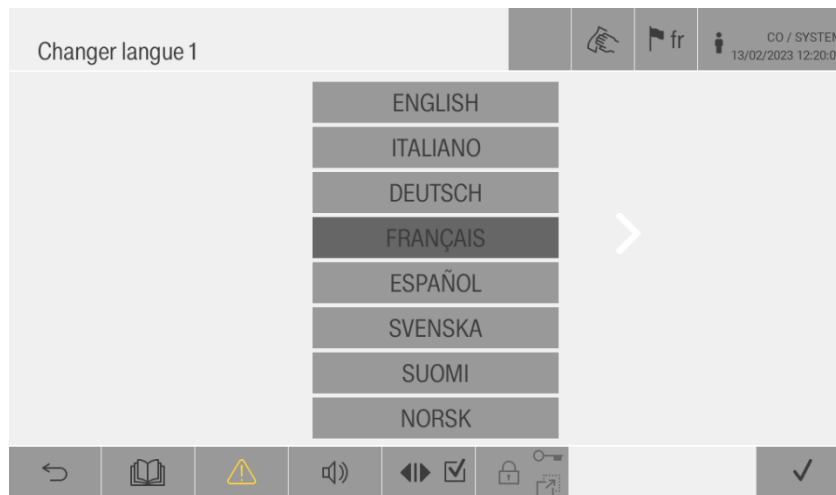 Changer langue 1
fr
CO / SYSTEM
13/02/2023 12:20:0
ENGLISH
ITALIANO
DEUTSCH
FRANÇAIS
ESPAÑOL
SVENSKA
SUOMI
NORSK